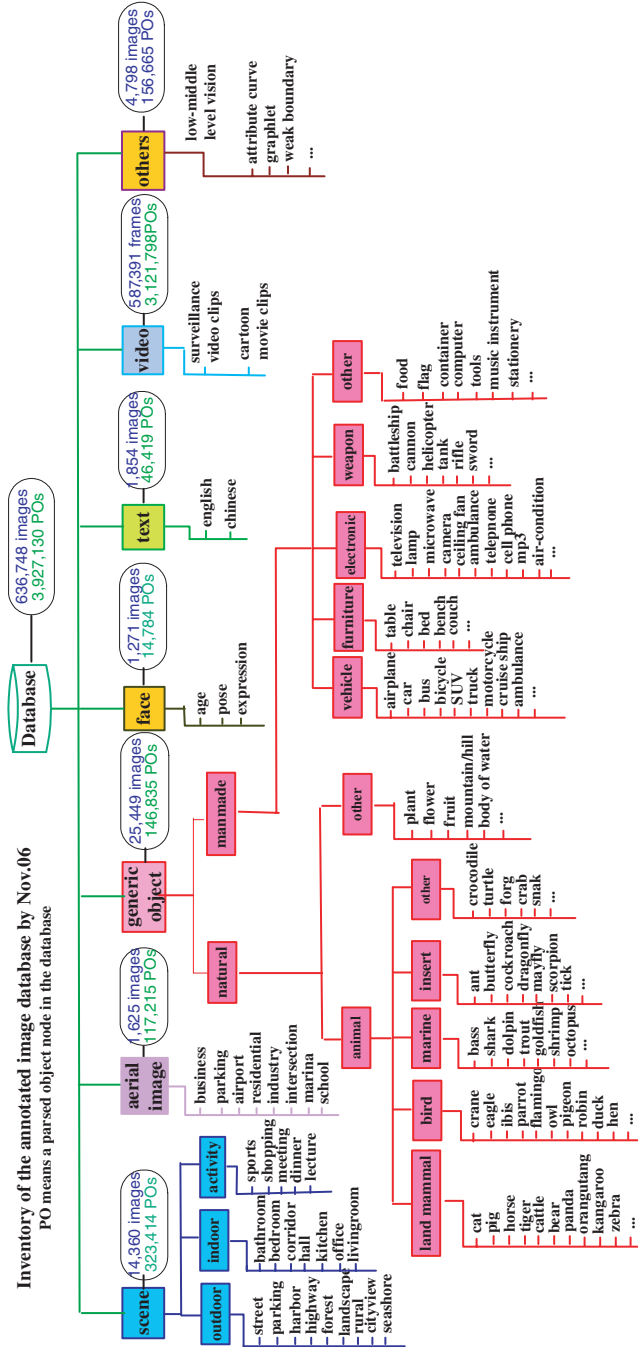 Inventory of the annotated image database by Nov.06
PO means a parsed object node in the database
Database
636,748 images
3,927,130 POs
scene
14,360 images
323,414 POs
aerial
image
1,625 images
117,215 POs
generic
object
25,449 images
146,835 POs
face
1,271 images
14,784 POs
text
1,854 images
46,419 POs
video
587,391 frames
3,121,798POs
others
4,798 images
156,665 POs
outdoor
street
parking
harbor
highway
forest
landscape
rural
cityview
seashore
indoor
bathroom
bedroom
corridor
hall
kitchen
office
livingroom
activity
sports
shopping
meeting
dinner
lecture
business
parking
airport
residential
industry
intersection
marina
school
natural
manmade
age
pose
expression
english
chinese
surveillance
video clips
cartoon
movie clips
low-middle
level vision
attribute curve
graphlet
weak boundary
...
animal
other
plant
flower
fruit
mountain/hill
body of water
...
land mammal
cat
pig
horse
tiger
cattle
bear
panda
orangutang
kangaroo
zebra
...
bird
crane
eagle
ibis
parrot
flamingo
owl
pigeon
robin
duck
hen
...
marine
bass
shark
dolpin
trout
goldfish
shrimp
octopus
...
insert
ant
butterfly
cockroach
dragonfly
mayfly
scorpion
tick
...
other
crocodile
turtle
forg
crab
snak
...
vehicle
airplane
car
bus
bicycle
SUV
truck
motorcycle
cruise ship
ambulance
...
furniture
table
chair
bed
bench
couch
...
electronic
television
lamp
microwave
camera
ceiling fan
ambulance
telepnone
cell phone
mp3
air-condition
...
weapon
battleship
cannon
helicopter
tank
rifle
sword
...
other
food
flag
container
computer
tools
music instrument
stationery
...